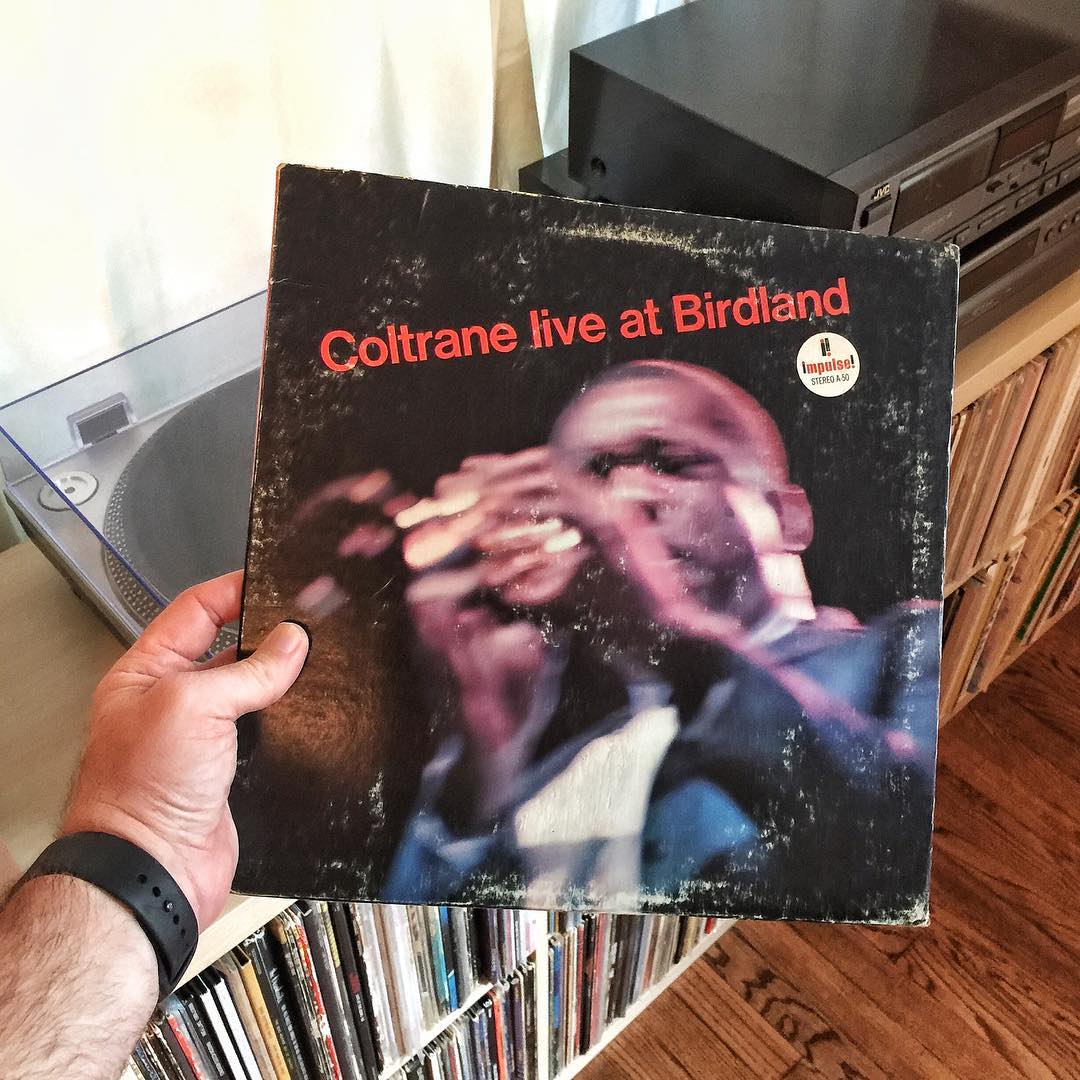 JVC
Coltrane live at Birdland
impulse!
STEREO A-50